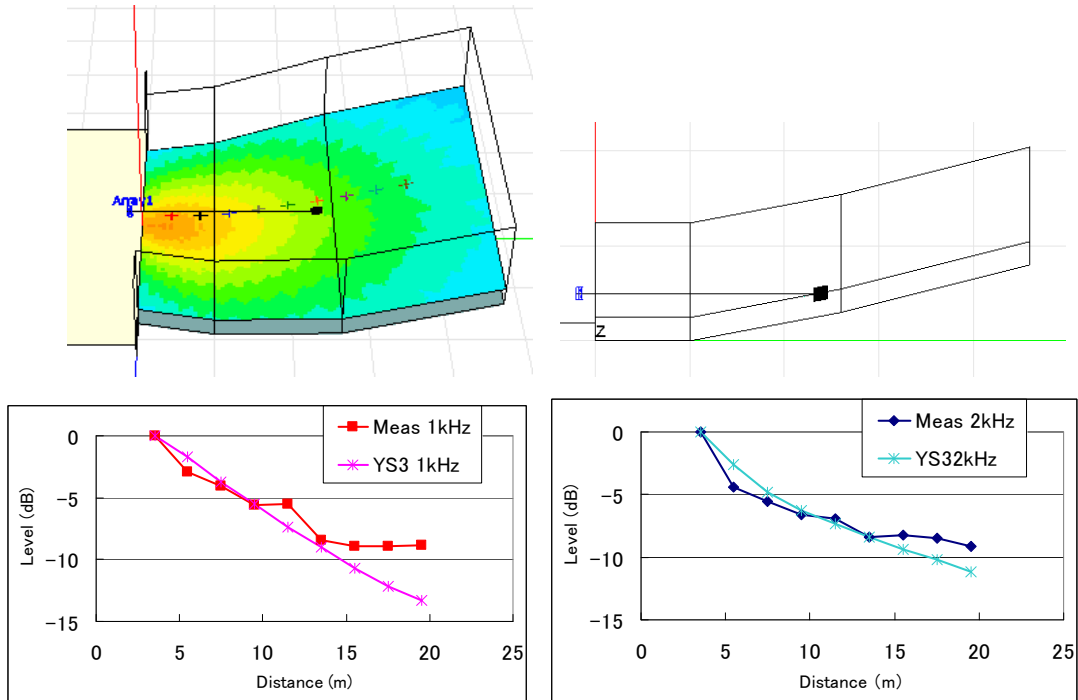 Array1
Z
Meas 1kHz
YS3 1kHz
Level (dB)
0
−5
−10
−15
0
5
10
15
20
25
Distance (m)
Meas 2kHz
YS32kHz
Level (dB)
0
−5
−10
−15
0
5
10
15
20
25
Distance (m)